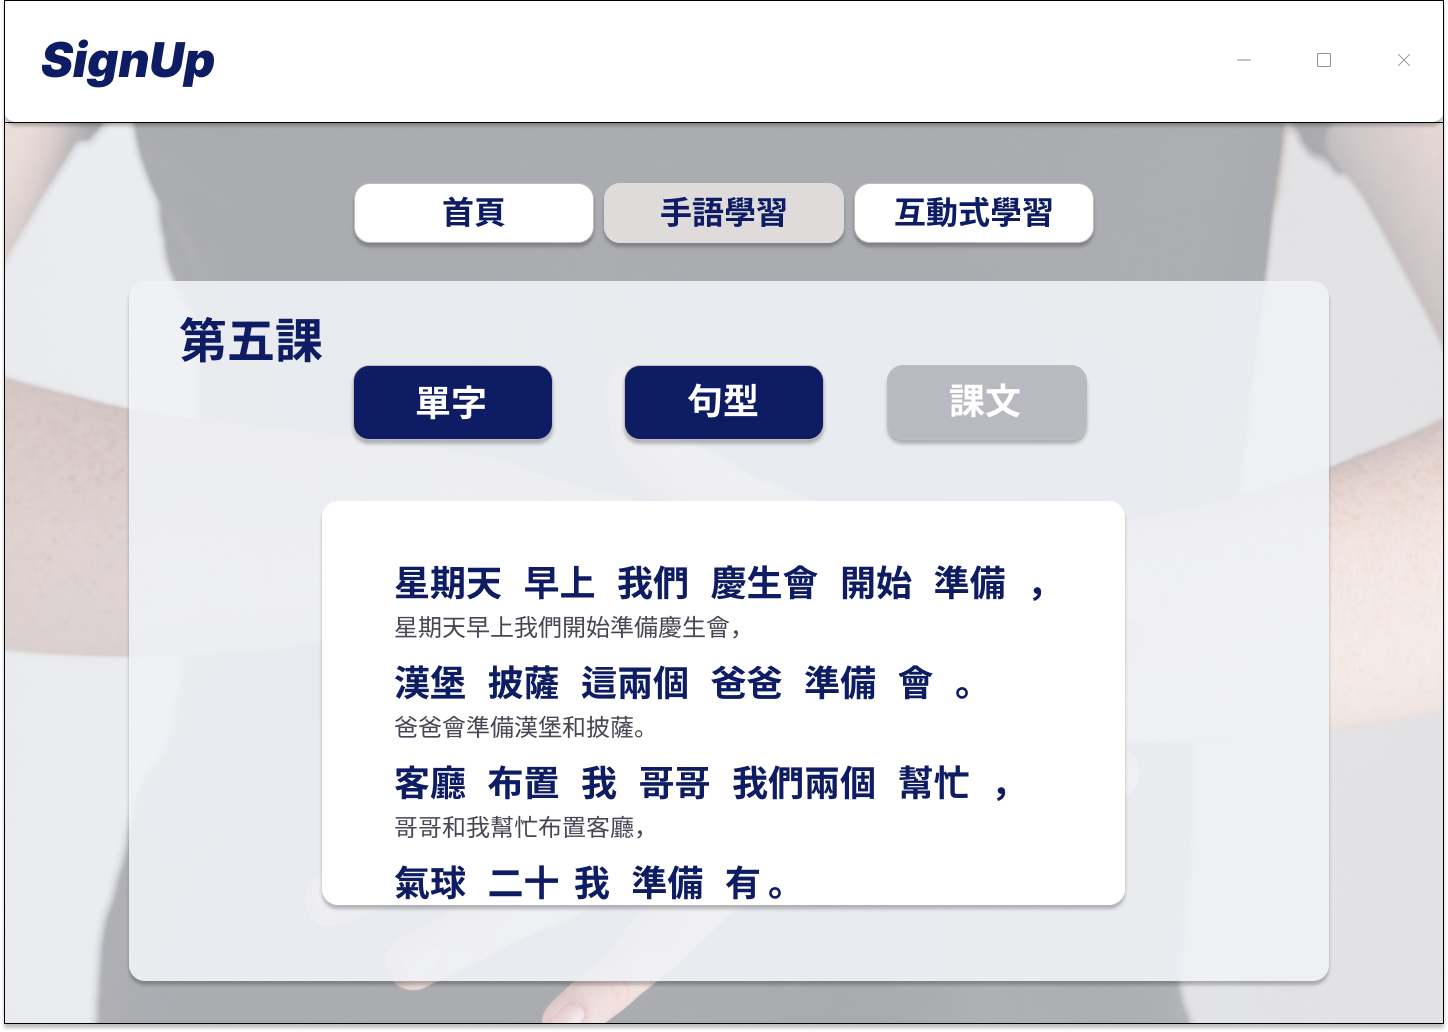 SignUp
首頁 手語學習 互動式學習
第五課
單字 句型 課文
星期天 早上 我們 慶生會 開始 準備 ，
星期天早上我們開始準備慶生會，
漢堡 披薩 這兩個 爸爸 準備 會 。
爸爸會準備漢堡和披薩。
客廳 布置 我 哥哥 我們兩個 幫忙 ，
哥哥和我幫忙布置客廳，
氣球 二十 我 準備 有。